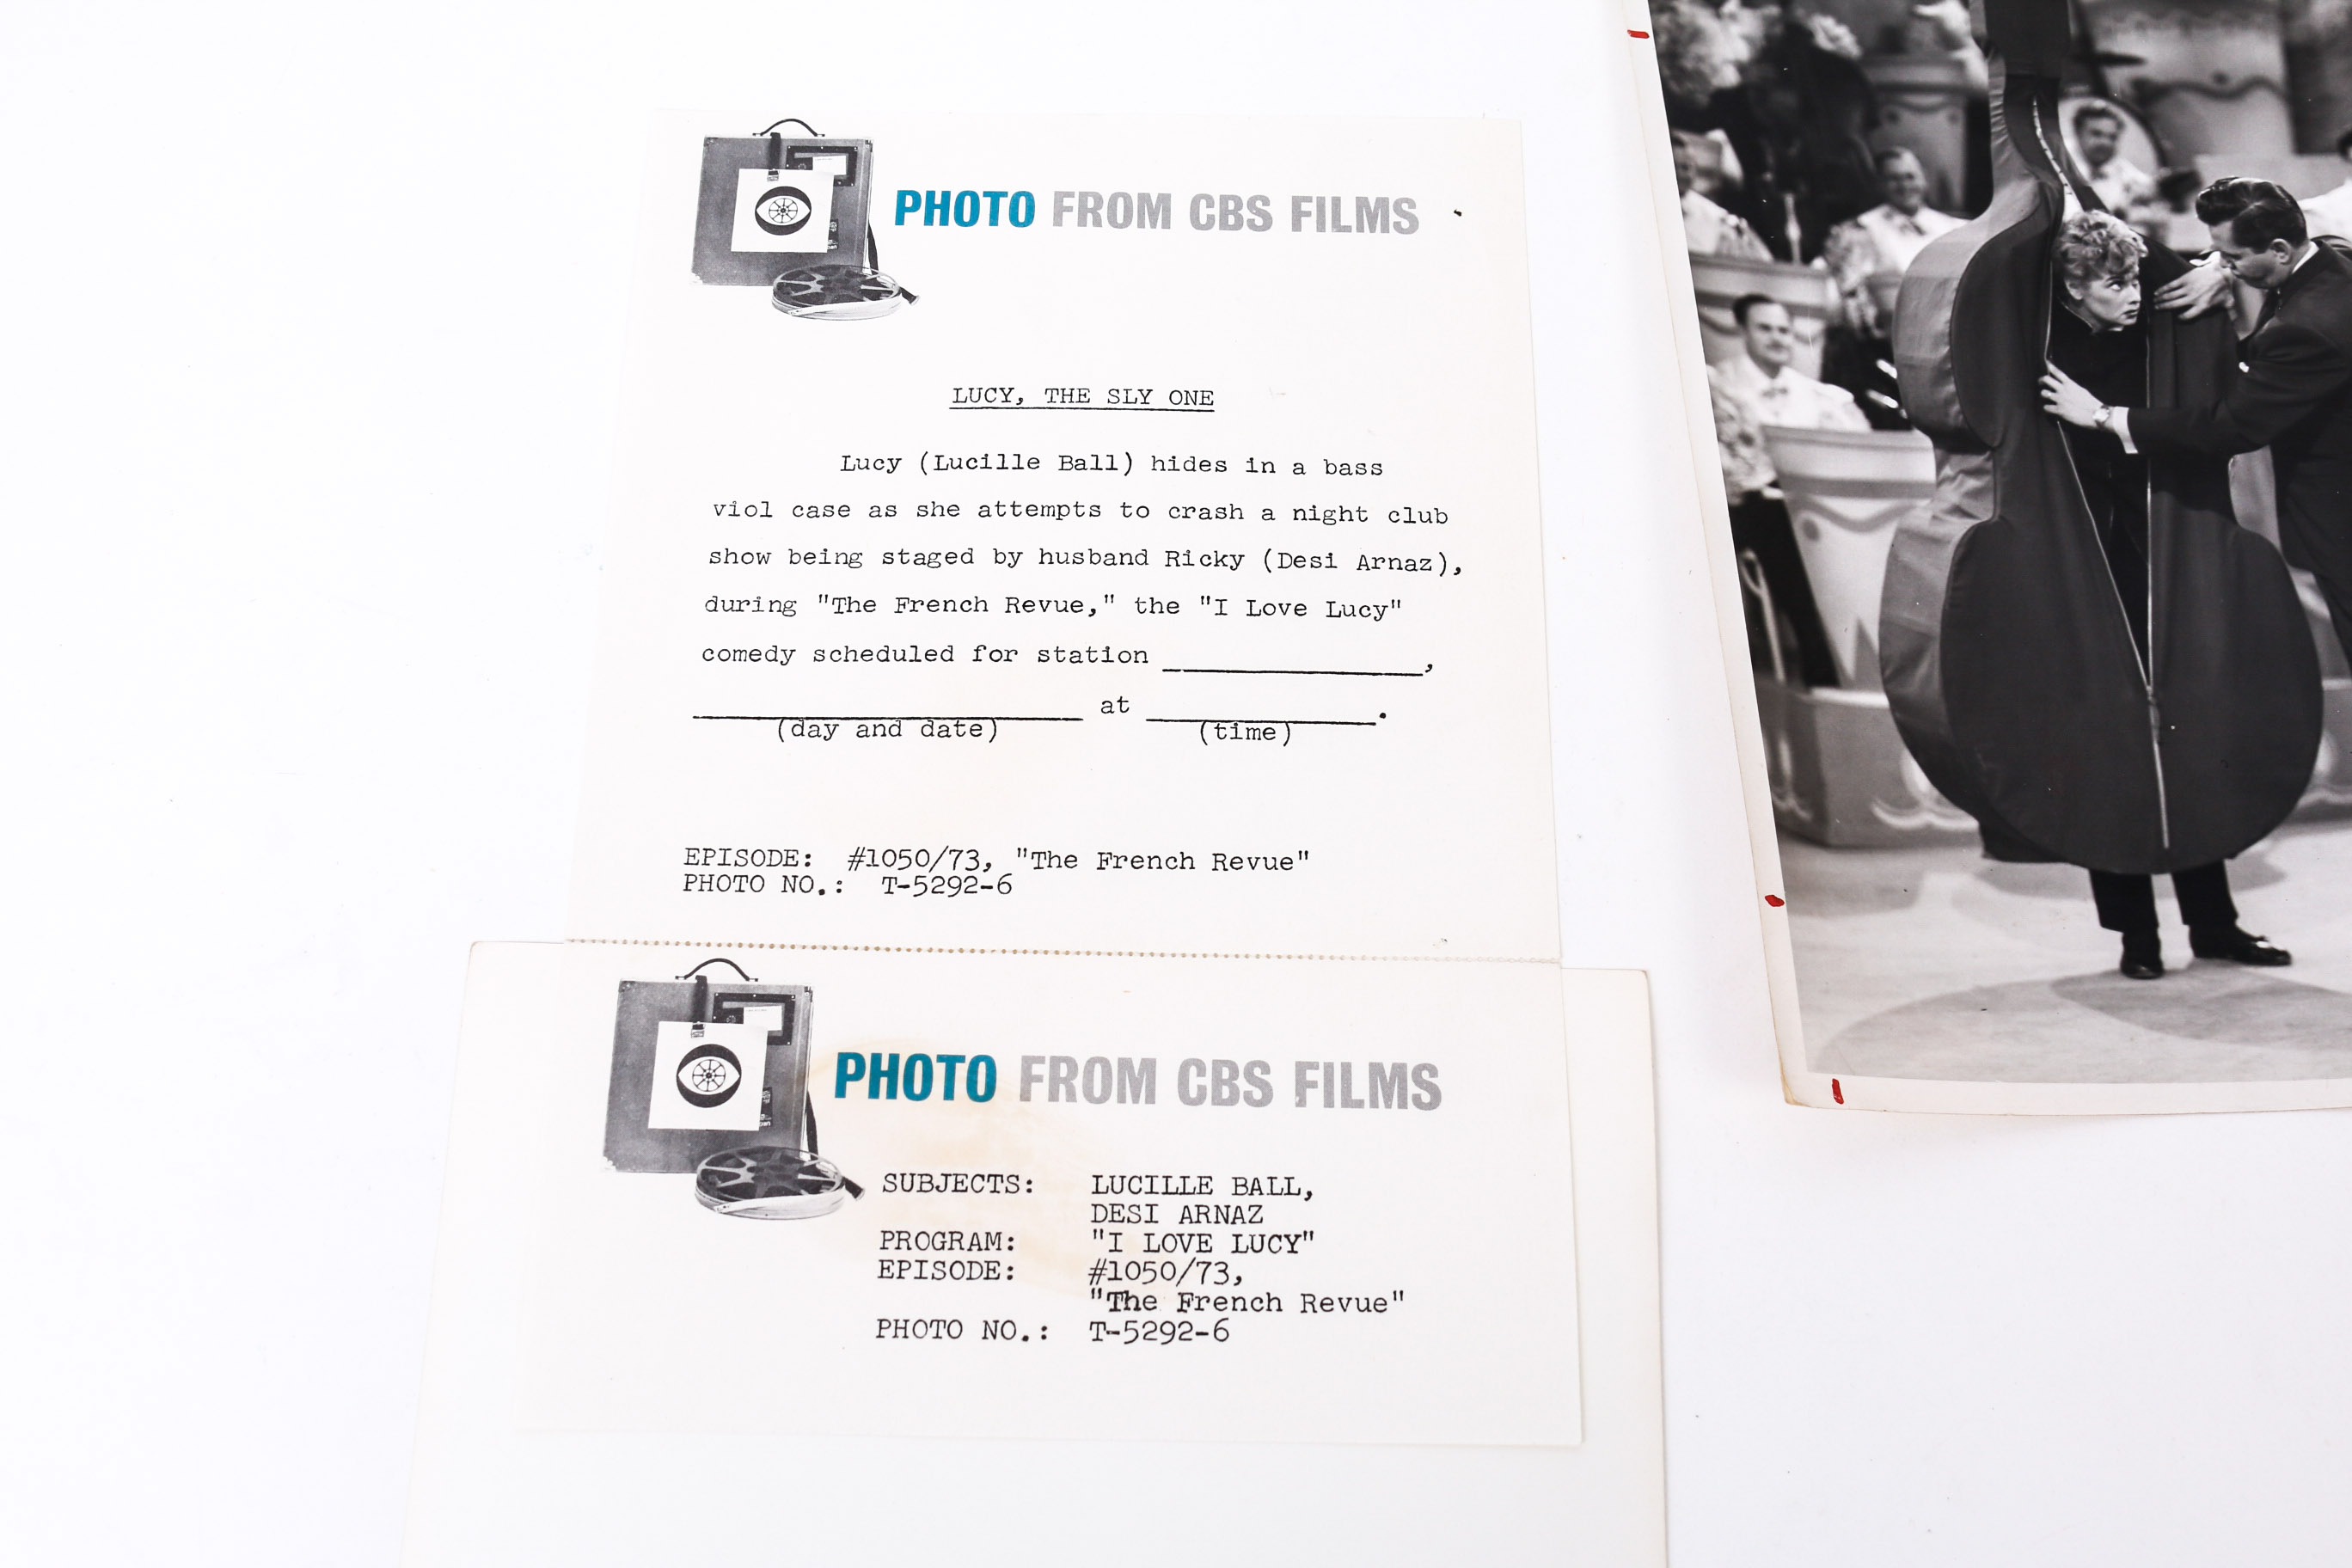 PHOTO FROM CBS FILMS
LUCY, THE SLY ONE
Lucy (Lucille Ball) hides in a bass
viol case as she attempts to crash a night club
show being staged by husband Ricky (Desi Arnaz),
during "The French Revue," the "I Love Lucy"
comedy scheduled for station ____________,
__________________ at ___________.
(day and date) (time)
EPISODE: #1050/73, "The French Revue"
PHOTO NO.: T-5292-6
PHOTO FROM CBS FILMS
SUBJECTS: LUCILLE BALL,
DESI ARNAZ
PROGRAM: "I LOVE LUCY"
EPISODE: #1050/73,
"The French Revue"
PHOTO NO.: T-5292-6